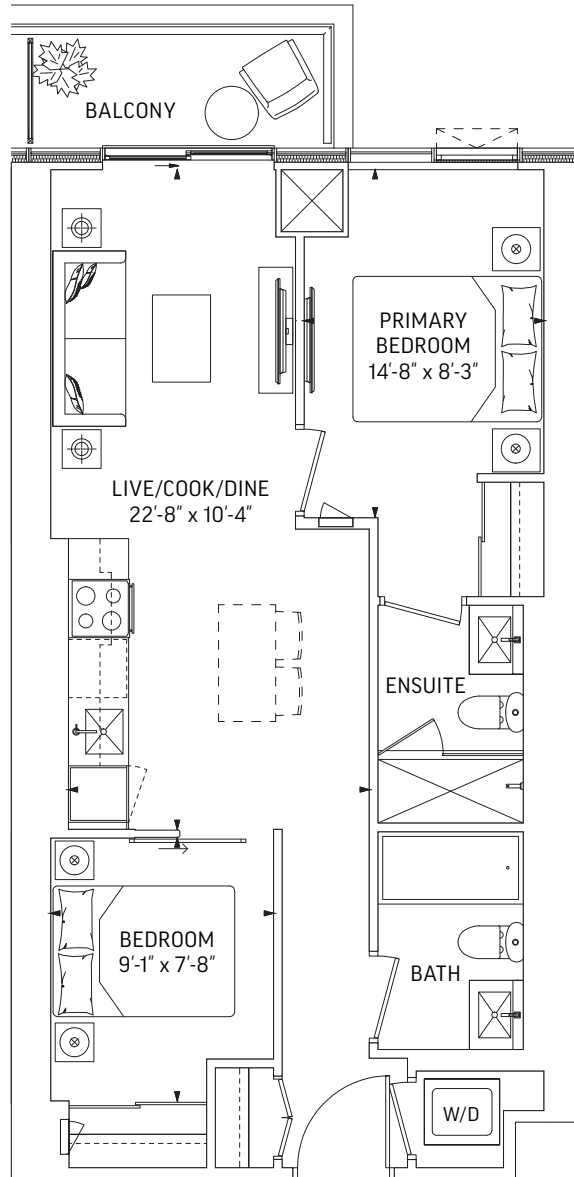 BALCONY
PRIMARY
BEDROOM
14'-8" x 8'-3"
LIVE/COOK/DINE
22'-8" x 10'-4"
ENSUITE
BEDROOM
9'-1" x 7'-8"
BATH
W/D